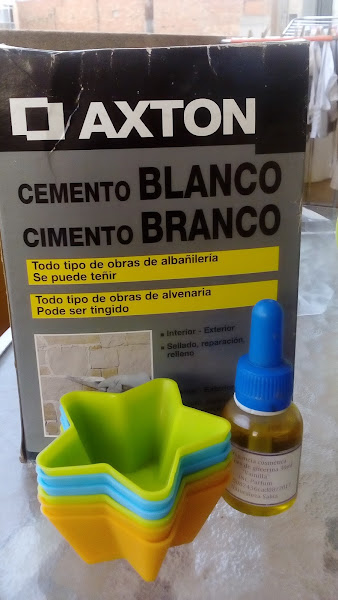 AXTON
CEMENTO BLANCO
CIMENTO BRANCO
Todo tipo de obras de albañilería
Se puede teñir
Todo tipo de obras de alvenaria
Pode ser tingido
Interior - Exterior
Sellado, reparación,
relleno